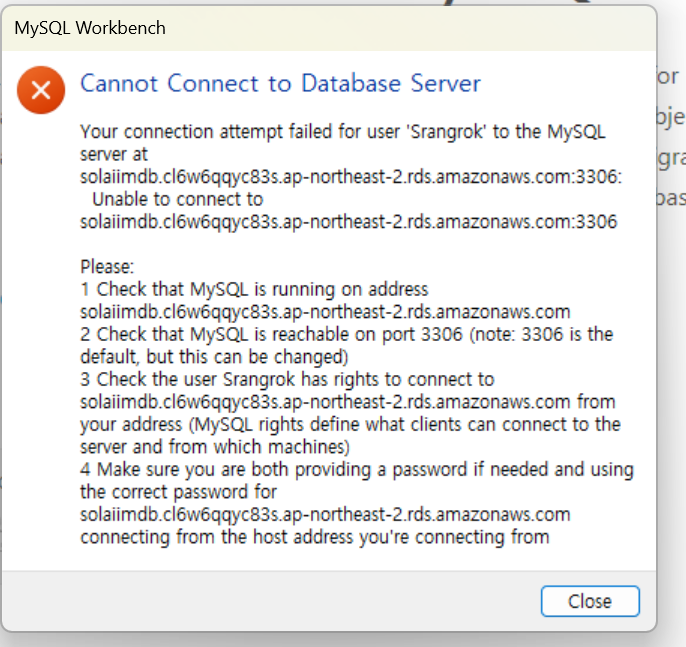 MySQL Workbench
Cannot Connect to Database Server
Your connection attempt failed for user 'Srangrok' to the MySQL
server at
solaiimdb.cl6w6qqyc83s.ap-northeast-2.rds.amazonaws.com:3306:
Unable to connect to
solaiimdb.cl6w6qqyc83s.ap-northeast-2.rds.amazonaws.com:3306
Please:
1 Check that MySQL is running on address
solaiimdb.cl6w6qqyc83s.ap-northeast-2.rds.amazonaws.com
2 Check that MySQL is reachable on port 3306 (note: 3306 is the
default, but this can be changed)
3 Check the user Srangrok has rights to connect to
solaiimdb.cl6w6qqyc83s.ap-northeast-2.rds.amazonaws.com from
your address (MySQL rights define what clients can connect to the
server and from which machines)
4 Make sure you are both providing a password if needed and using
the correct password for
solaiimdb.cl6w6qqyc83s.ap-northeast-2.rds.amazonaws.com
connecting from the host address you're connecting from
Close